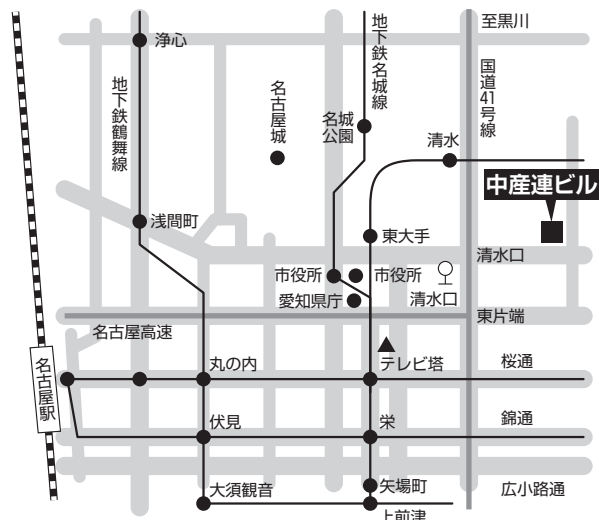 至黒川
浄心
地下鉄名城線
国道41号線
地下鉄鶴舞線
名古屋城
名城
公園
清水
中産連ビル
浅間町
東大手
清水口
市役所
市役所
清水口
愛知県庁
東片端
名古屋高速
名古屋駅
丸の内
テレビ塔
桜通
伏見
栄
錦通
大須観音
矢場町
広小路通
上前津